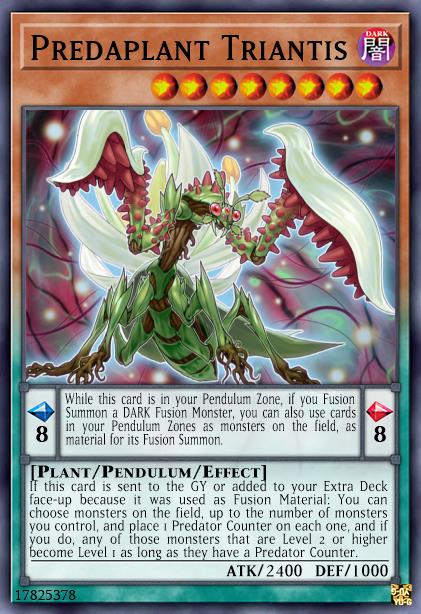 Predaplant Triantis
DARK
闇
While this card is in your Pendulum Zone, if you Fusion
Summon a DARK Fusion Monster, you can also use cards
in your Pendulum Zones as monsters on the field, as
material for its Fusion Summon.
8
8
[Plant/Pendulum/Effect]
If this card is sent to the GY or added to your Extra Deck
face-up because it was used as Fusion Material: You can
choose monsters on the field, up to the number of monsters
you control, and place 1 Predator Counter on each one, and if
you do, any of those monsters that are Level 2 or higher
become Level 1 as long as they have a Predator Counter.
ATK/2400 DEF/1000
17825378